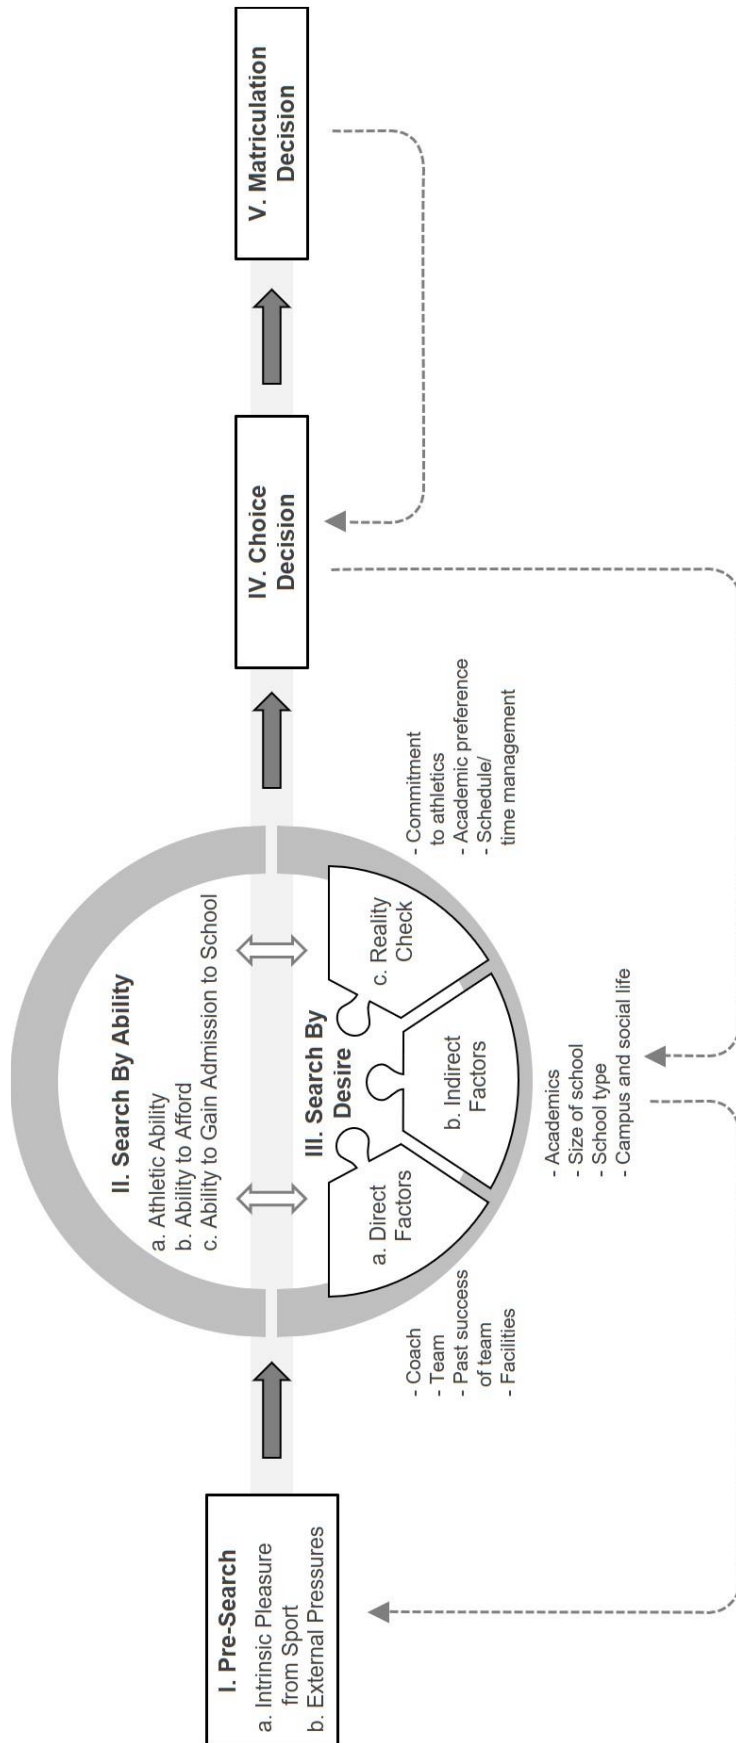 I. Pre-Search
a. Intrinsic Pleasure
from Sport
b. External Pressures
II. Search By Ability
a. Athletic Ability
b. Ability to Afford
c. Ability to Gain Admission to School
III. Search By
Desire
a. Direct
Factors
b. Indirect
Factors
c. Reality
Check
- Coach
- Team
- Past success
of team
- Facilities
- Academics
- Size of school
- School type
- Campus and social life
- Commitment
to athletics
- Academic preference
- Schedule/
time management
IV. Choice
Decision
V. Matriculation
Decision